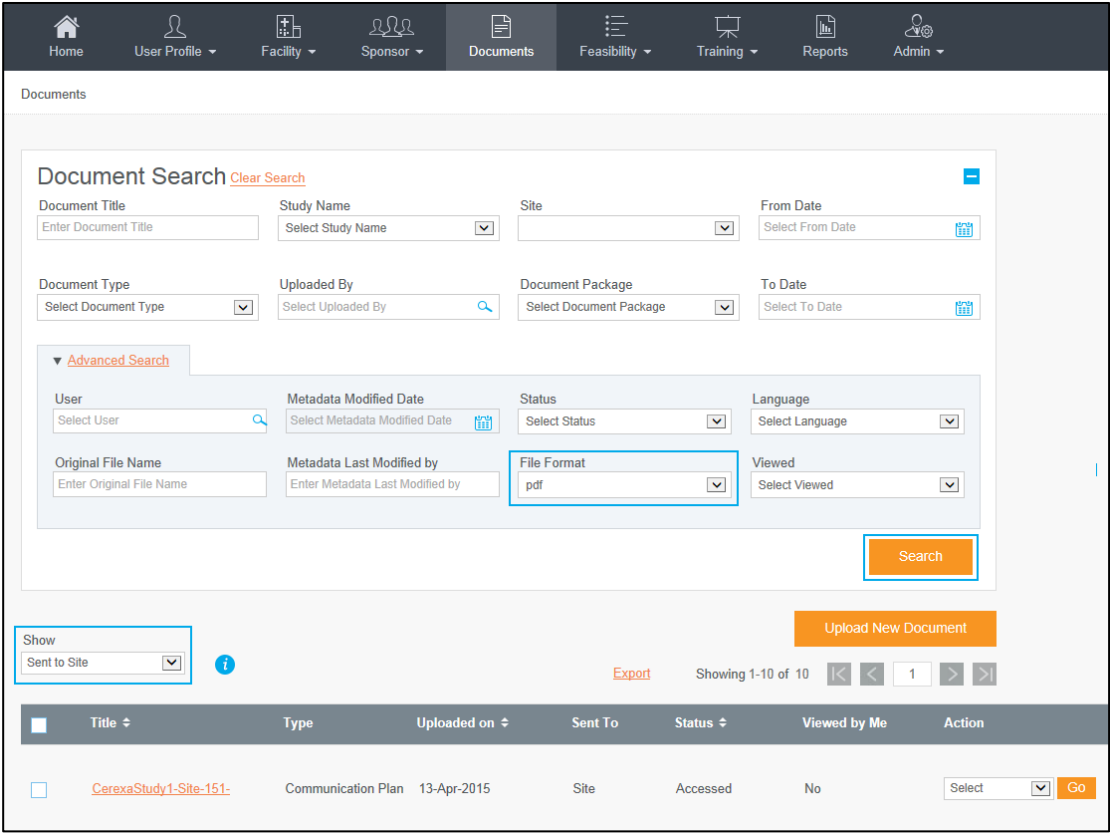 Home User Profile Facility Sponsor Documents Feasibility Training Reports Admin
Documents
Document Search Clear Search
Document Title Study Name Site From Date
Enter Document Title Select Study Name Select From Date
Document Type Uploaded By Document Package To Date
Select Document Type Select Uploaded By Select Document Package Select To Date
Advanced Search
User Metadata Modified Date Status Language
Select User Select Metadata Modified Date Select Status Select Language
Original File Name Metadata Last Modified by File Format Viewed
Enter Original File Name Enter Metadata Last Modified by pdf Select Viewed
Search
Upload New Document
Show
Sent to Site i Export Showing 1-10 of 10 1
Title Type Uploaded on Sent To Status Viewed by Me Action
CerexaStudy1-Site-151- Communication Plan 13-Apr-2015 Site Accessed No Select Go